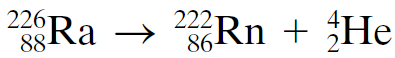 ²²⁶₈₈Ra → ²²²₈₆Rn + ⁴₂He